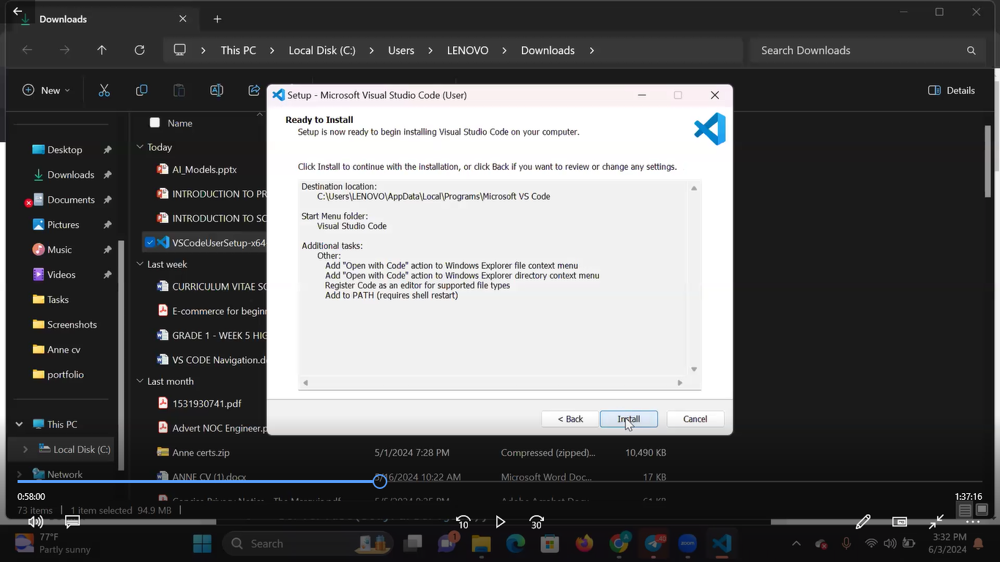 Downloads
This PC
Local Disk (C:)
Users
LENOVO
Downloads
Search Downloads
New
Details
Name
Today
AI_Models.pptx
INTRODUCTION TO PR
INTRODUCTION TO SC
VSCodeUserSetup-x64-
Last week
CURRICULUM VITAE SC
E-commerce for beginn
GRADE 1 - WEEK 5 HIG
VS CODE Navigation.d
Last month
1531930741.pdf
Advert NOC Engineer.p
Anne certs.zip 5/1/2024 7:28 PM Compressed (zipped)... 10,490 KB
ANNE CV (1).docx 5/16/2024 10:22 AM Microsoft Word Doc... 17 KB
Desktop
Downloads
Documents
Pictures
Music
Videos
Tasks
Screenshots
Anne cv
portfolio
This PC
Local Disk (C:)
Network
Setup - Microsoft Visual Studio Code (User)
Ready to Install
Setup is now ready to begin installing Visual Studio Code on your computer.
Click Install to continue with the installation, or click Back if you want to review or change any settings.
Destination location:
C:\Users\LENOVO\AppData\Local\Programs\Microsoft VS Code
Start Menu folder:
Visual Studio Code
Additional tasks:
Other:
Add "Open with Code" action to Windows Explorer file context menu
Add "Open with Code" action to Windows Explorer directory context menu
Register Code as an editor for supported file types
Add to PATH (requires shell restart)
< Back
Install
Cancel
0:58:00
1:37:16
73 items
1 item selected 94.9 MB
10
30
77°F
Partly sunny
Search
1
A
40
zoom
3:32 PM
6/3/2024